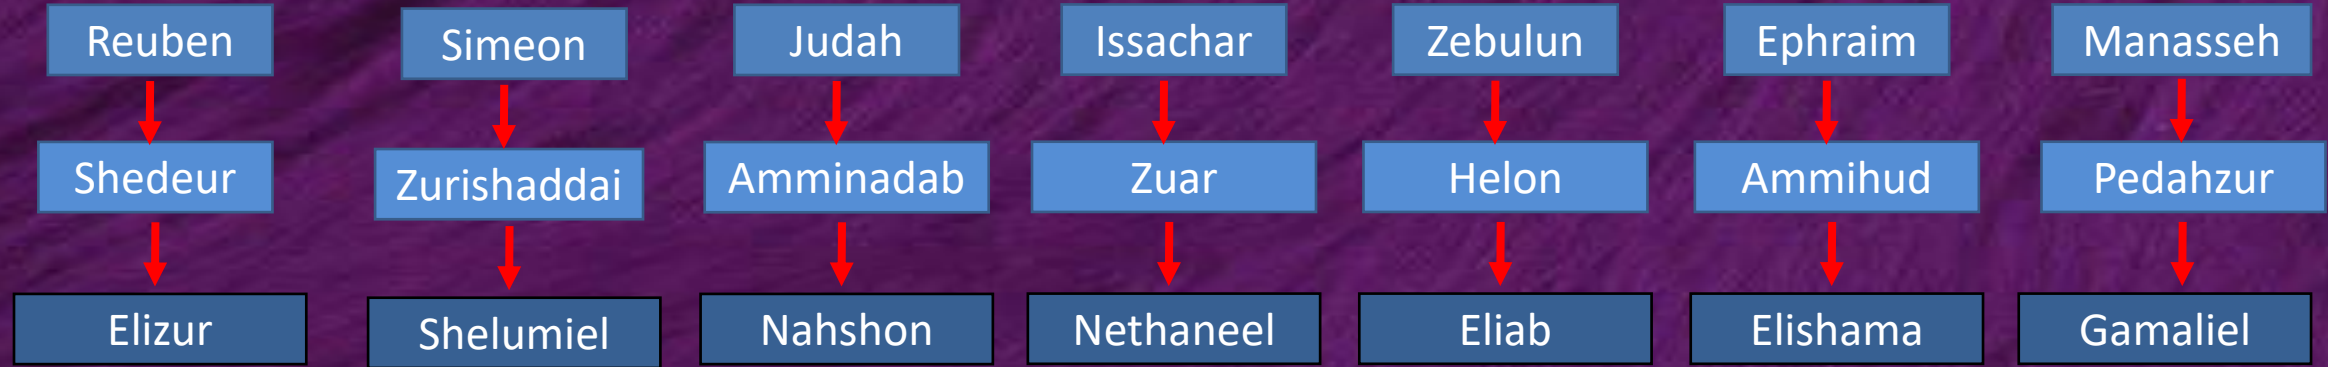 Reuben Simeon Judah Issachar Zebulun Ephraim Manasseh
Shedeur Zurishaddai Amminadab Zuar Helon Ammihud Pedahzur
Elizur Shelumiel Nahshon Nethaneel Eliab Elishama Gamaliel